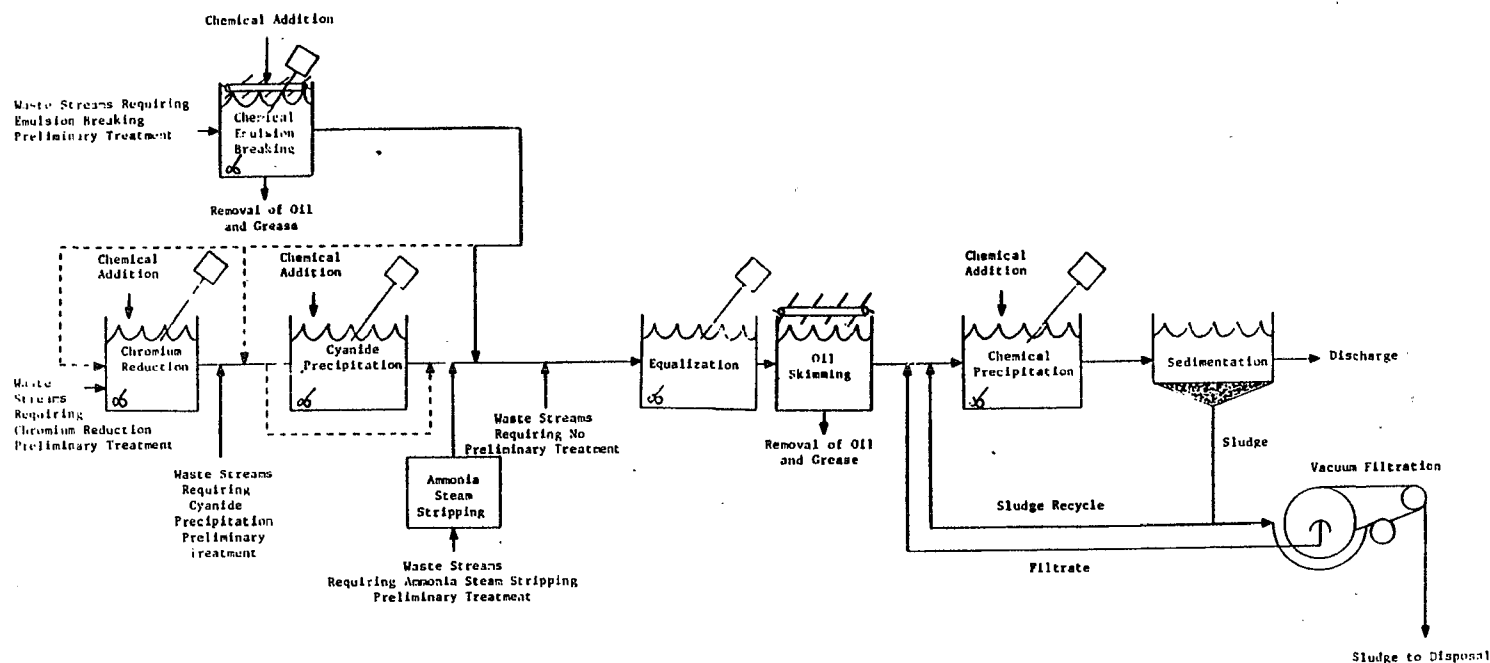 Chemical Addition
Waste Streams Requiring
Emulsion Breaking
Preliminary Treatment
Chemical
Emulsion
Breaking
Removal of Oil
and Grease
Chemical
Addition
Chromium
Reduction
Waste
Streams
Requiring
Chromium Reduction
Preliminary Treatment
Waste Streams
Requiring
Cyanide
Precipitation
Preliminary
Treatment
Chemical
Addition
Cyanide
Precipitation
Ammonia
Steam
Stripping
Waste Streams
Requiring Ammonia Steam Stripping
Preliminary Treatment
Waste Streams
Requiring No
Preliminary Treatment
Equalization
Oil
Skimming
Removal of Oil
and Grease
Chemical
Addition
Chemical
Precipitation
Sedimentation
Discharge
Sludge
Sludge Recycle
Filtrate
Vacuum Filtration
Sludge to Disposal